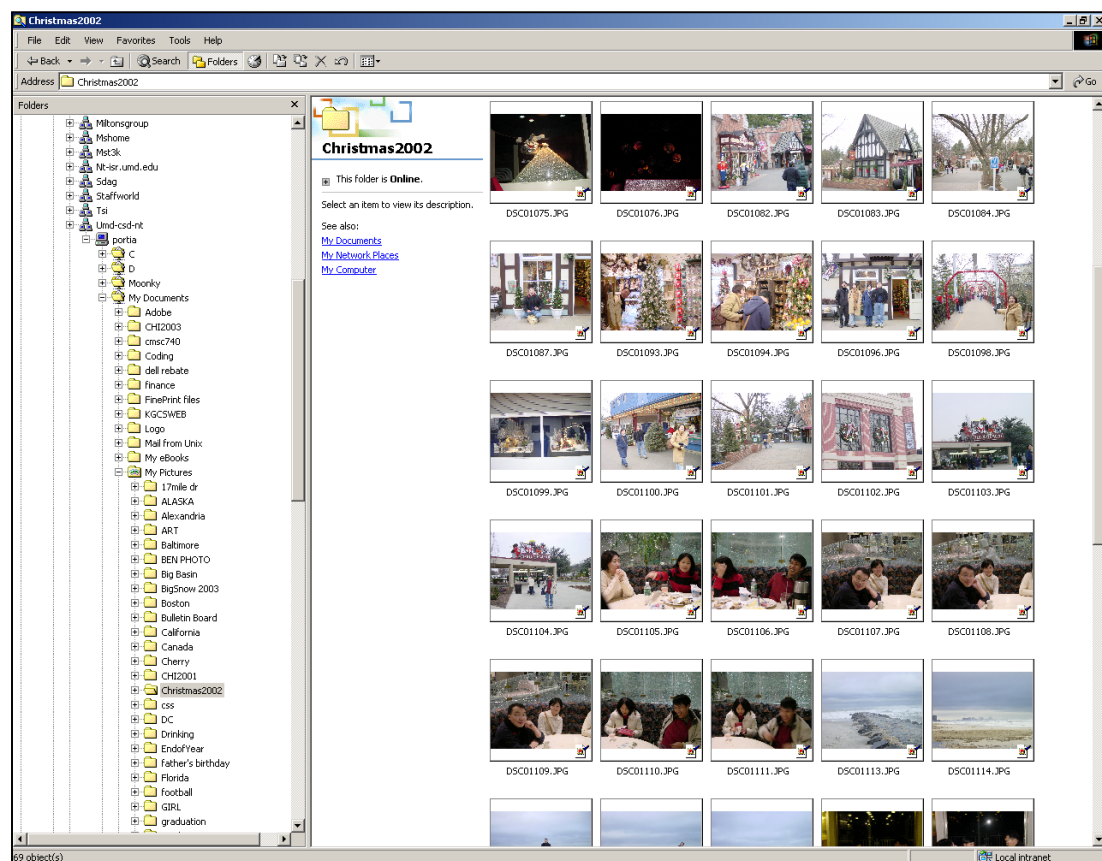 Christmas2002
File Edit View Favorites Tools Help
Back Search Folders
Address Christmas2002 Go
Folders
Miltonsgroup
Mshome
Mst3k
Nt-isr.umd.edu
Sdag
Staffworld
Tsi
Umd-csd-nt
portia
C
D
Moonky
My Documents
Adobe
CHI2003
cmsc740
Coding
dell rebate
finance
FinePrint files
KGCSWEB
Logo
Mail from Unix
My eBooks
My Pictures
17mile dr
ALASKA
Alexandria
ART
Baltimore
BEN PHOTO
Big Basin
BigSnow 2003
Boston
Bulletin Board
California
Canada
Cherry
CHI2001
Christmas2002
css
DC
Drinking
EndofYear
father's birthday
Florida
football
GIRL
graduation
Christmas2002
This folder is Online.
Select an item to view its description.
See also:
My Documents
My Network Places
My Computer
DSC01075.JPG DSC01076.JPG DSC01082.JPG DSC01083.JPG DSC01084.JPG
DSC01087.JPG DSC01093.JPG DSC01094.JPG DSC01096.JPG DSC01098.JPG
DSC01099.JPG DSC01100.JPG DSC01101.JPG DSC01102.JPG DSC01103.JPG
DSC01104.JPG DSC01105.JPG DSC01106.JPG DSC01107.JPG DSC01108.JPG
DSC01109.JPG DSC01110.JPG DSC01111.JPG DSC01113.JPG DSC01114.JPG
69 object(s) Local intranet